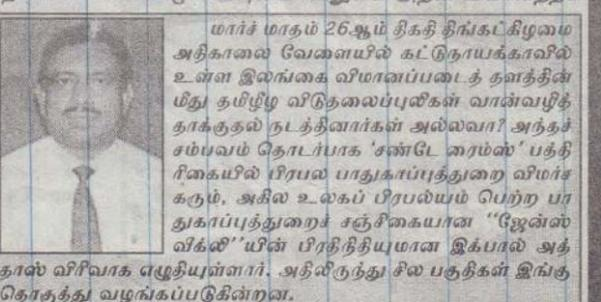 மார்ச் மாதம் 26ஆம் திகதி திங்கட்கிழமை
அதிகாலை வேளையில் கட்டுநாயக்காவில்
உள்ள இலங்கை விமானப்படைத் தளத்தின்
மீது தமிழீழ விடுதலைப்புலிகள் வான்வழித்
தாக்குதல் நடத்தினார்கள் அல்லவா? அந்தச்
சம்பவம் தொடர்பாக 'சண்டே ரைம்ஸ்' பத்தி
ரிகையில் பிரபல பாதுகாப்புத்துறை விமர்ச
கரும், அகில உலகப் பிரபல்யம் பெற்ற பா
துகாப்புத்துறைச் சஞ்சிகையான "ஜேன்ஸ்
விக்லி"யின் பிரதிநிதியுமான இக்பால் அத்
தாஸ் விரிவாக எழுதியுள்ளார். அதிலிருந்து சில பகுதிகள் இங்கு
தொகுத்து வழங்கப்படுகின்றன.